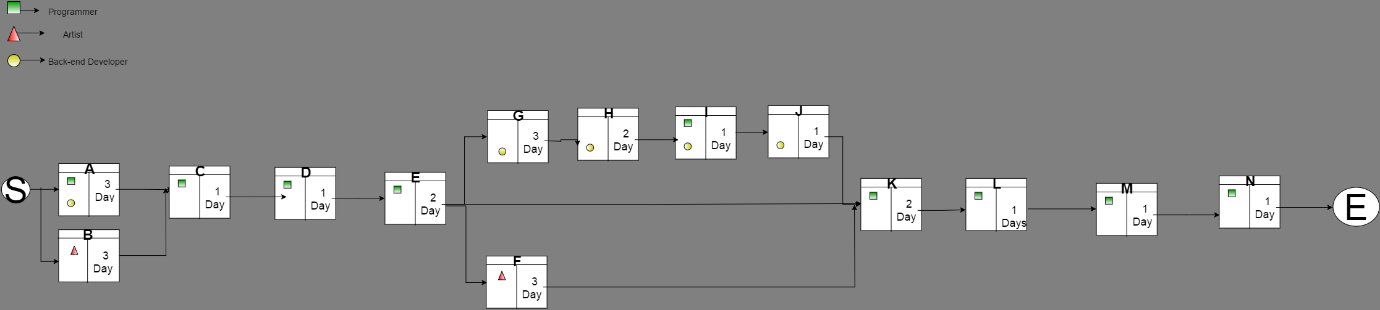 Programmer
Artist
Back-end Developer
S
A
3
Day
B
3
Day
C
1
Day
D
1
Day
E
2
Day
G
3
Day
H
2
Day
I
1
Day
J
1
Day
F
3
Day
K
2
Day
L
1
Days
M
1
Day
N
1
Day
E